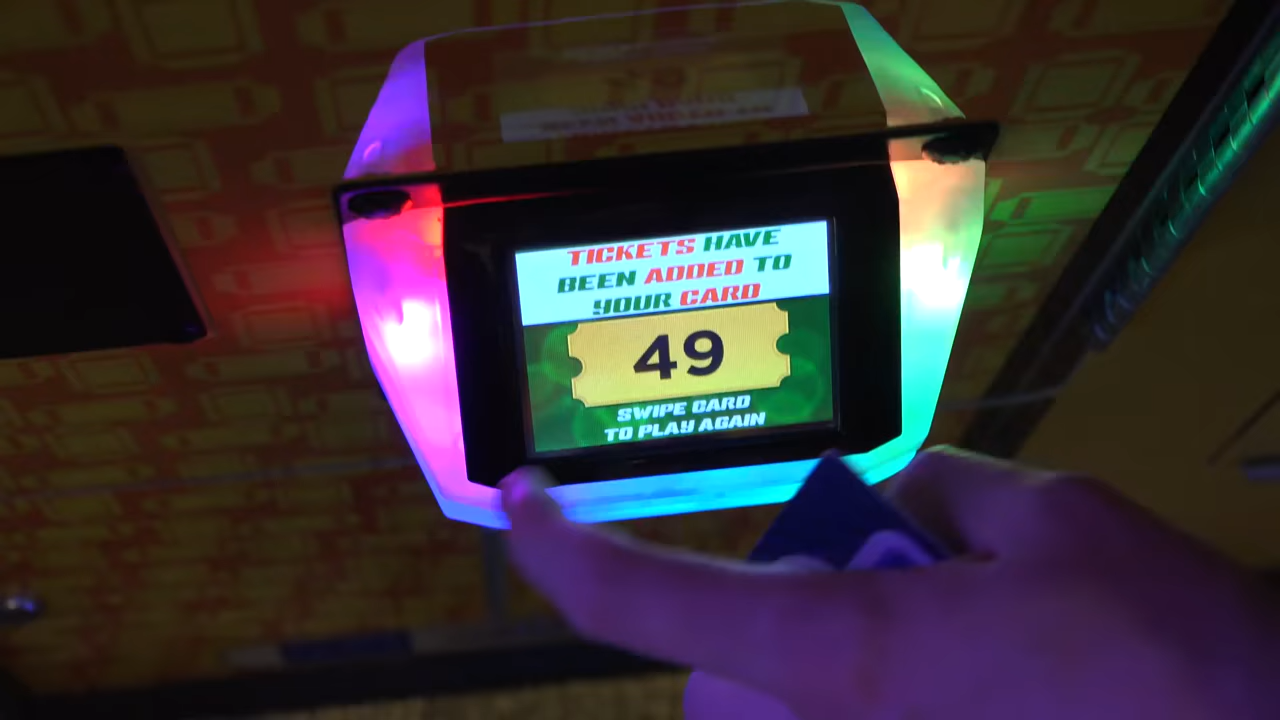 TICKETS HAVE
BEEN ADDED TO
YOUR CARD
49
SWIPE CARD
TO PLAY AGAIN